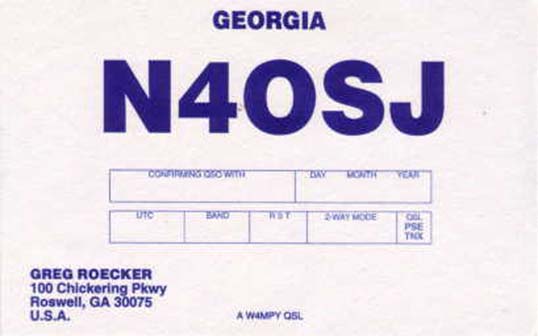 GEORGIA
N4OSJ
CONFIRMING QSO WITH DAY MONTH YEAR
UTC BAND R S T 2-WAY MODE QSL
PSE
TNX
GREG ROECKER
100 Chickering Pkwy
Roswell, GA 30075
U.S.A.
A W4MPY QSL